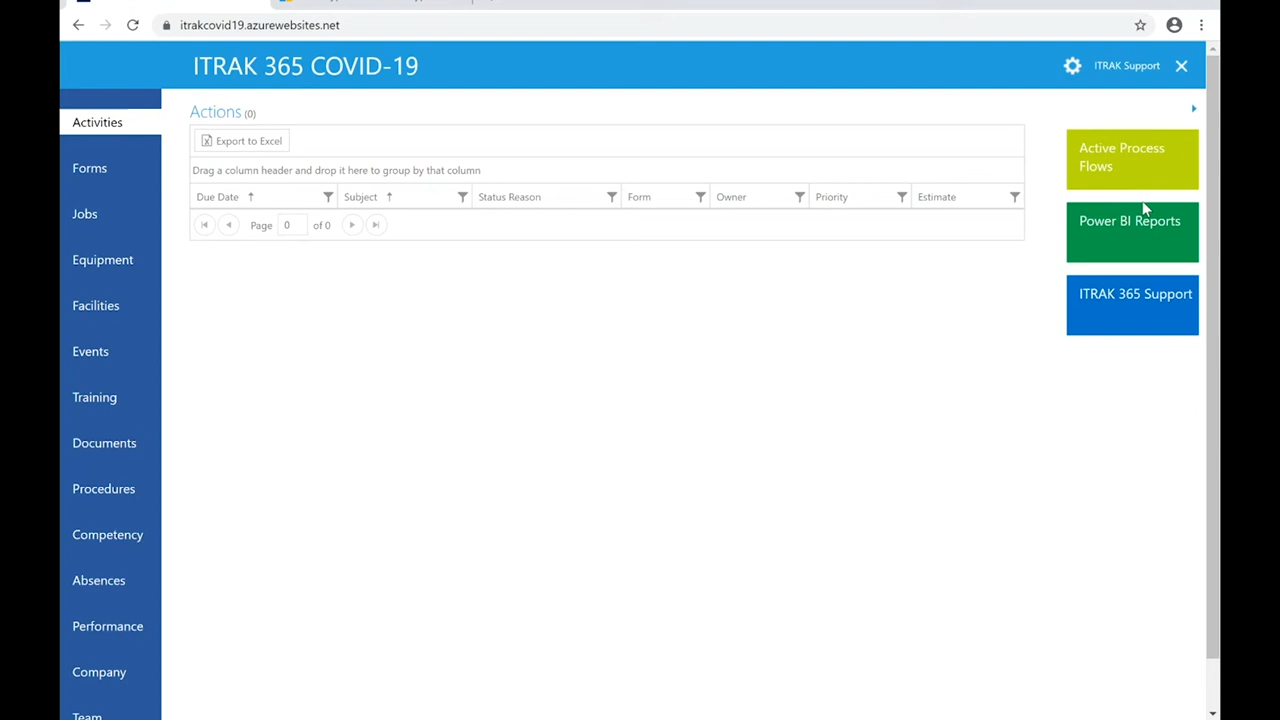 itrakcovid19.azurewebsites.net
ITRAK 365 COVID-19
ITRAK Support
Activities
Forms
Jobs
Equipment
Facilities
Events
Training
Documents
Procedures
Competency
Absences
Performance
Company
Team
Actions (0)
Export to Excel
Drag a column header and drop it here to group by that column
Due Date Subject Status Reason Form Owner Priority Estimate
Page 0 of 0
Active Process
Flows
Power BI Reports
ITRAK 365 Support